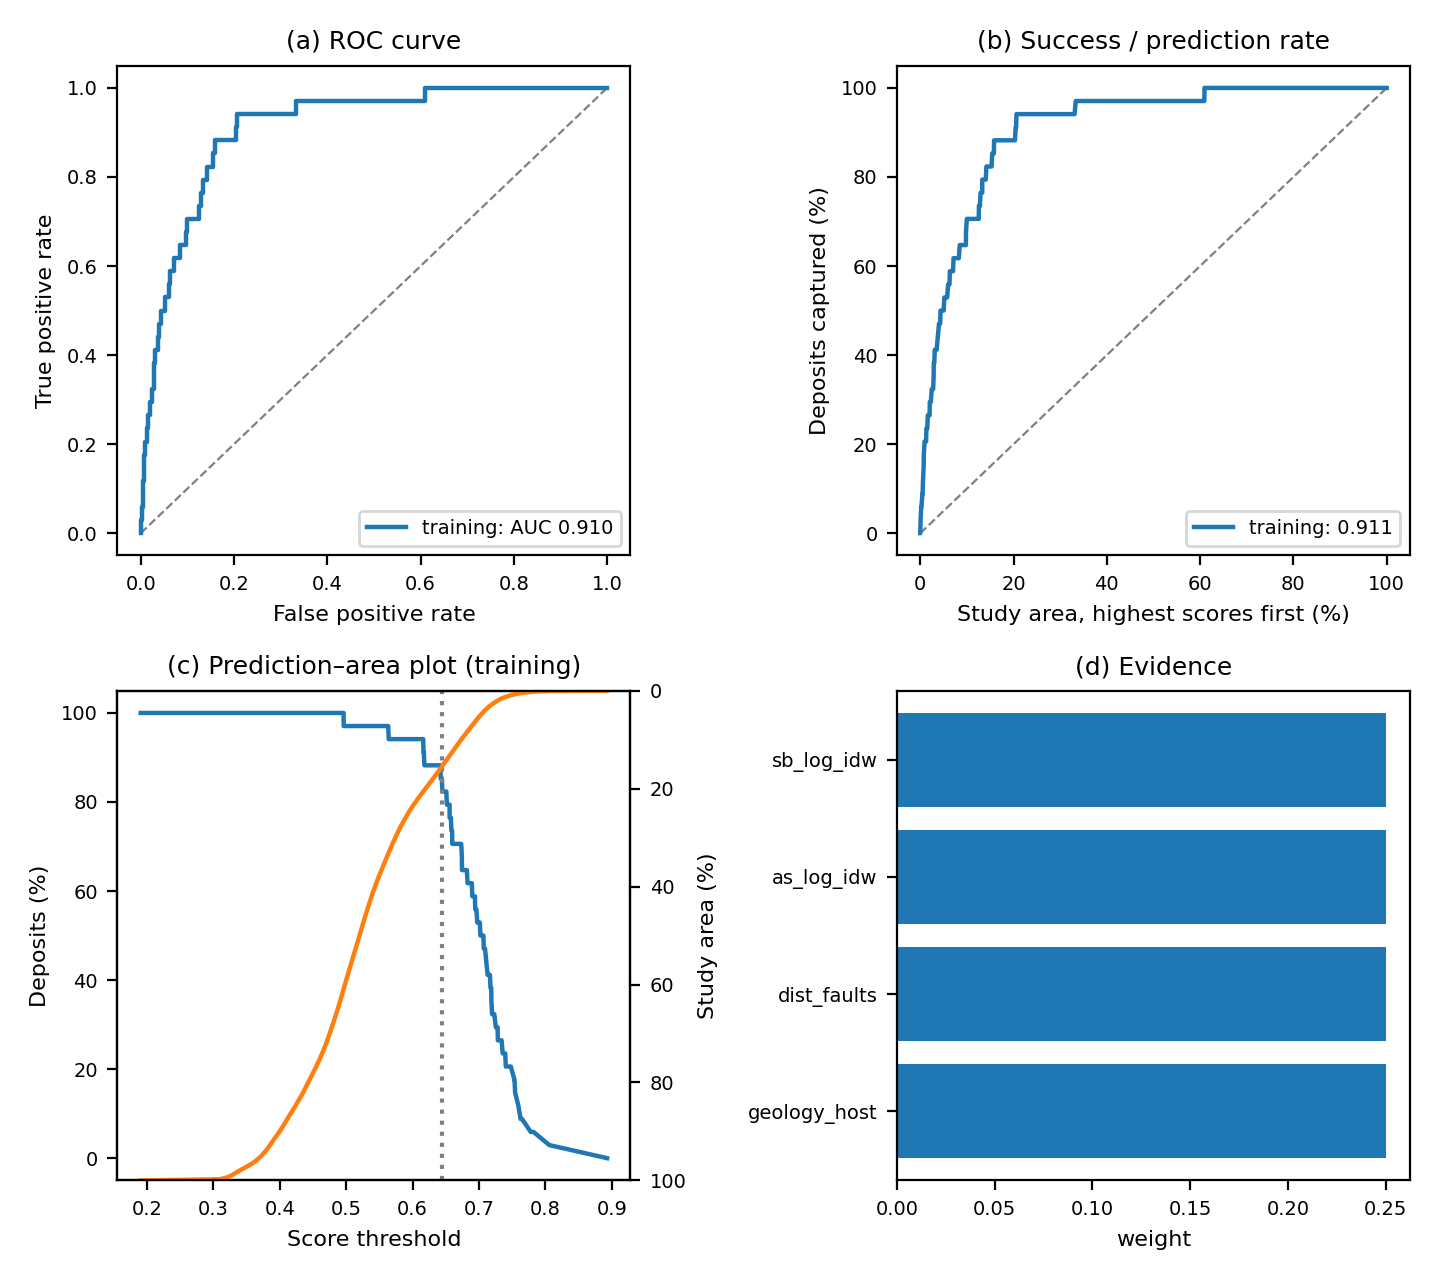 (a) ROC curve
1.0
0.8
0.6
0.4
0.2
0.0
True positive rate
training: AUC 0.910
0.0 0.2 0.4 0.6 0.8 1.0
False positive rate
(b) Success / prediction rate
100
80
60
40
20
0
Deposits captured (%)
training: 0.911
0 20 40 60 80 100
Study area, highest scores first (%)
(c) Prediction–area plot (training)
100
80
60
40
20
0
Deposits (%)
0
20
40
60
80
100
Study area (%)
0.2 0.3 0.4 0.5 0.6 0.7 0.8 0.9
Score threshold
(d) Evidence
sb_log_idw
as_log_idw
dist_faults
geology_host
0.00 0.05 0.10 0.15 0.20 0.25
weight